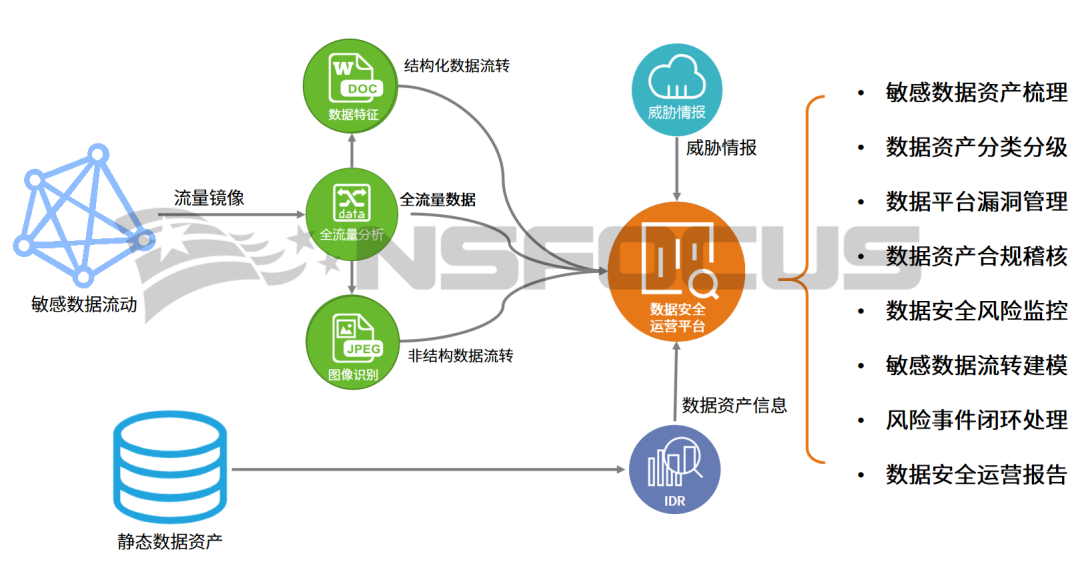 W
DOC
数据特征
结构化数据流转
威胁情报
威胁情报
流量镜像
data
全流量分析
全流量数据
NSFOCUS
敏感数据流动
数据安全
运营平台
JPEG
图像识别
非结构数据流转
数据资产信息
IDR
静态数据资产
• 敏感数据资产梳理
• 数据资产分类分级
• 数据平台漏洞管理
• 数据资产合规稽核
• 数据安全风险监控
• 敏感数据流转建模
• 风险事件闭环处理
• 数据安全运营报告